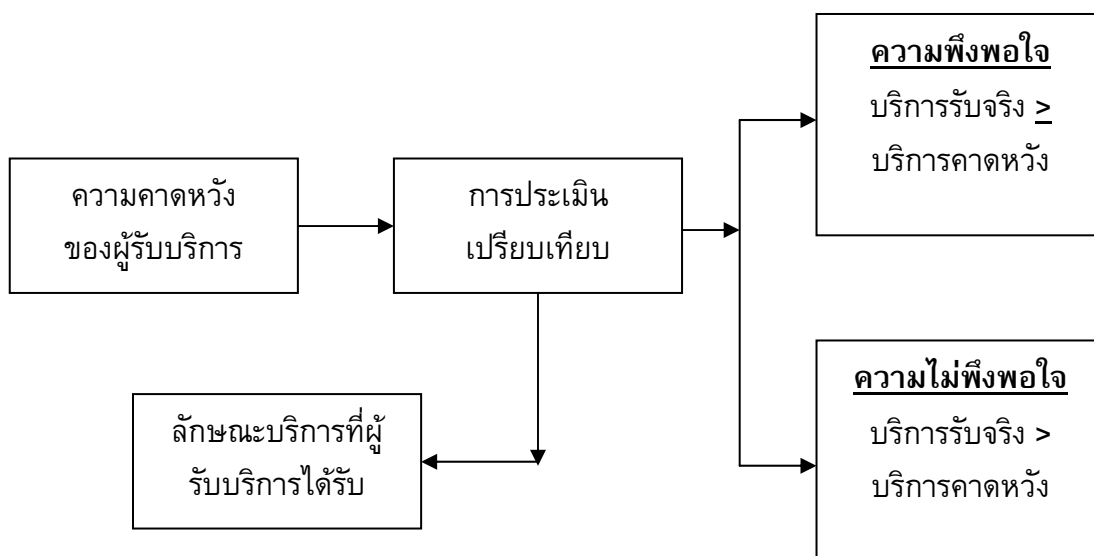 ความคาดหวัง
ของผู้รับบริการ
การประเมิน
เปรียบเทียบ
ลักษณะบริการที่ผู้
รับบริการได้รับ
ความพึงพอใจ
บริการรับจริง >
บริการคาดหวัง
ความไม่พึงพอใจ
บริการรับจริง >
บริการคาดหวัง